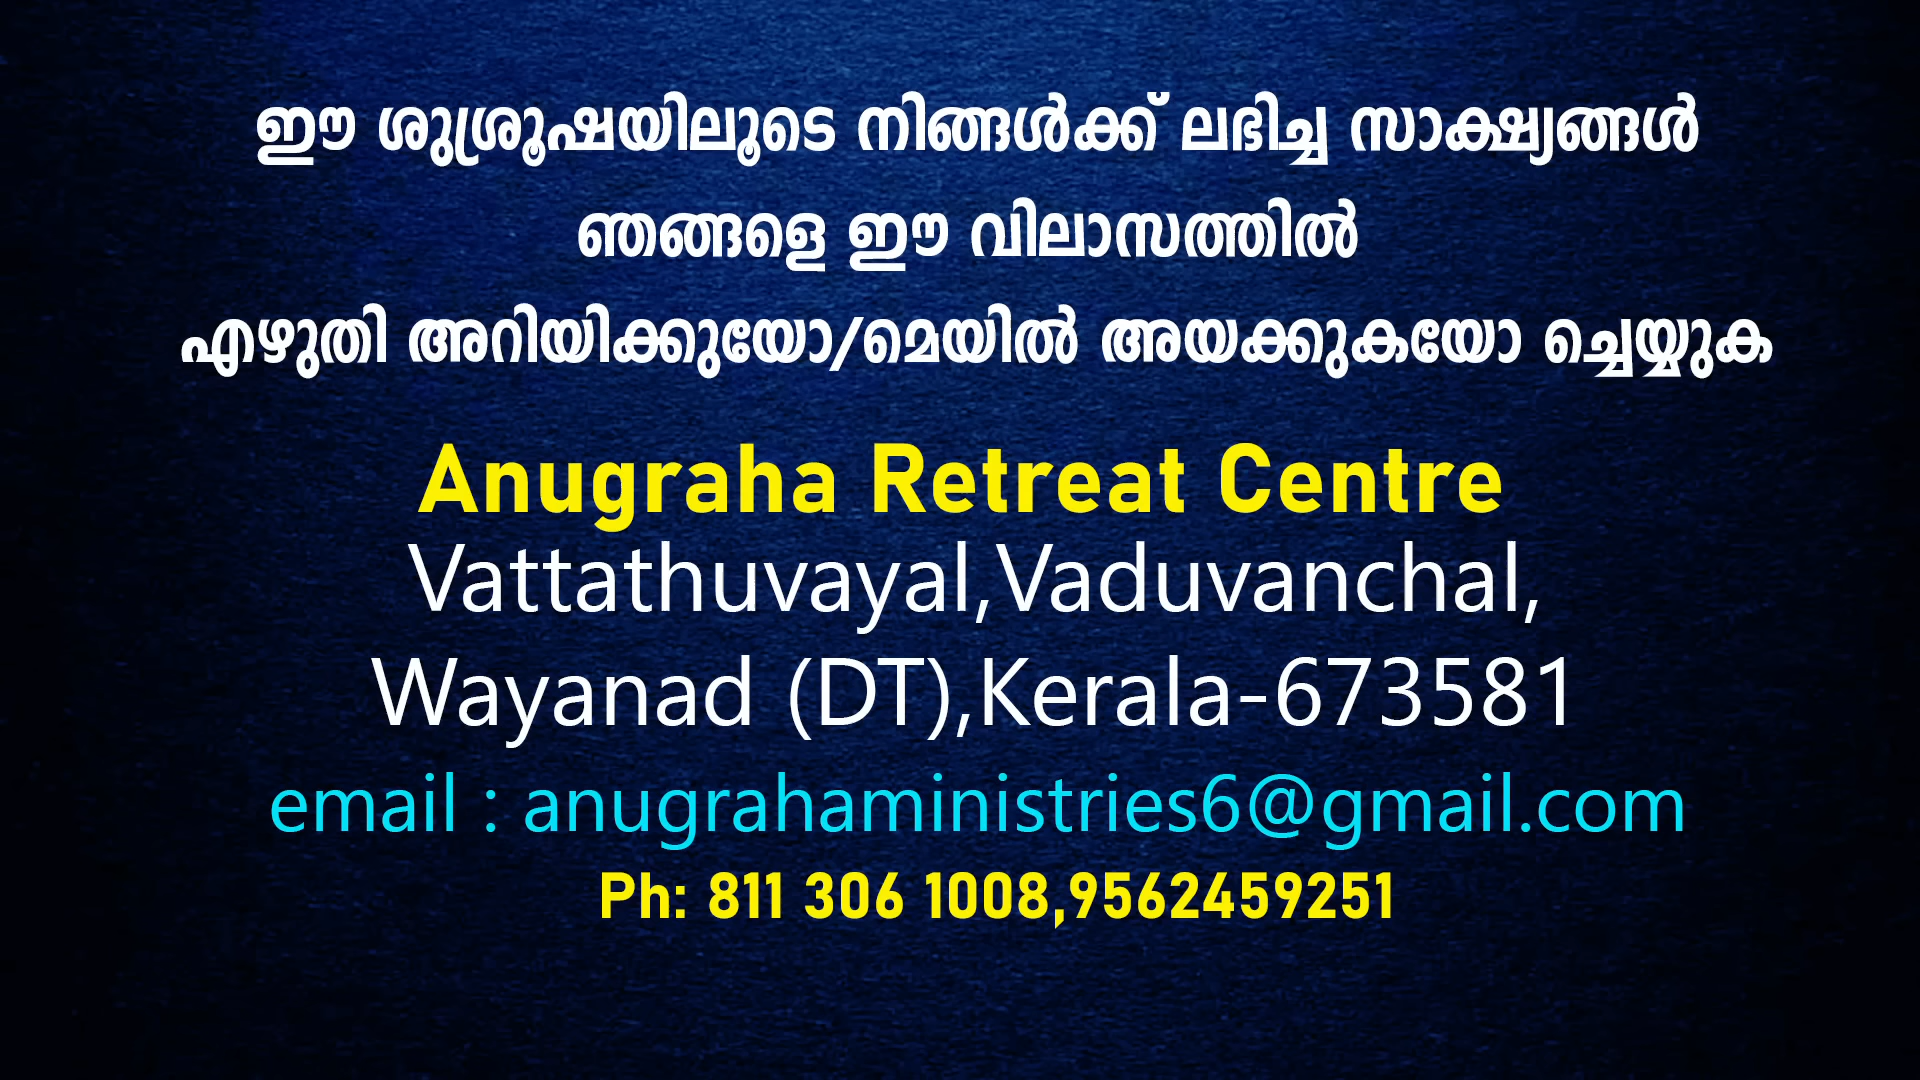 ഈ ശുശ്രൂഷയിലൂടെ നിങ്ങൾക്ക് ലഭിച്ച സാക്ഷ്യങ്ങൾ
ഞങ്ങളെ ഈ വിലാസത്തിൽ
എഴുതി അറിയിക്കുയോ/മെയിൽ അയക്കുകയോ ച്ചെയ്യുക
Anugraha Retreat Centre
Vattathuvayal,Vaduvanchal,
Wayanad (DT),Kerala-673581
email : anugrahaministries6@gmail.com
Ph: 811 306 1008,9562459251